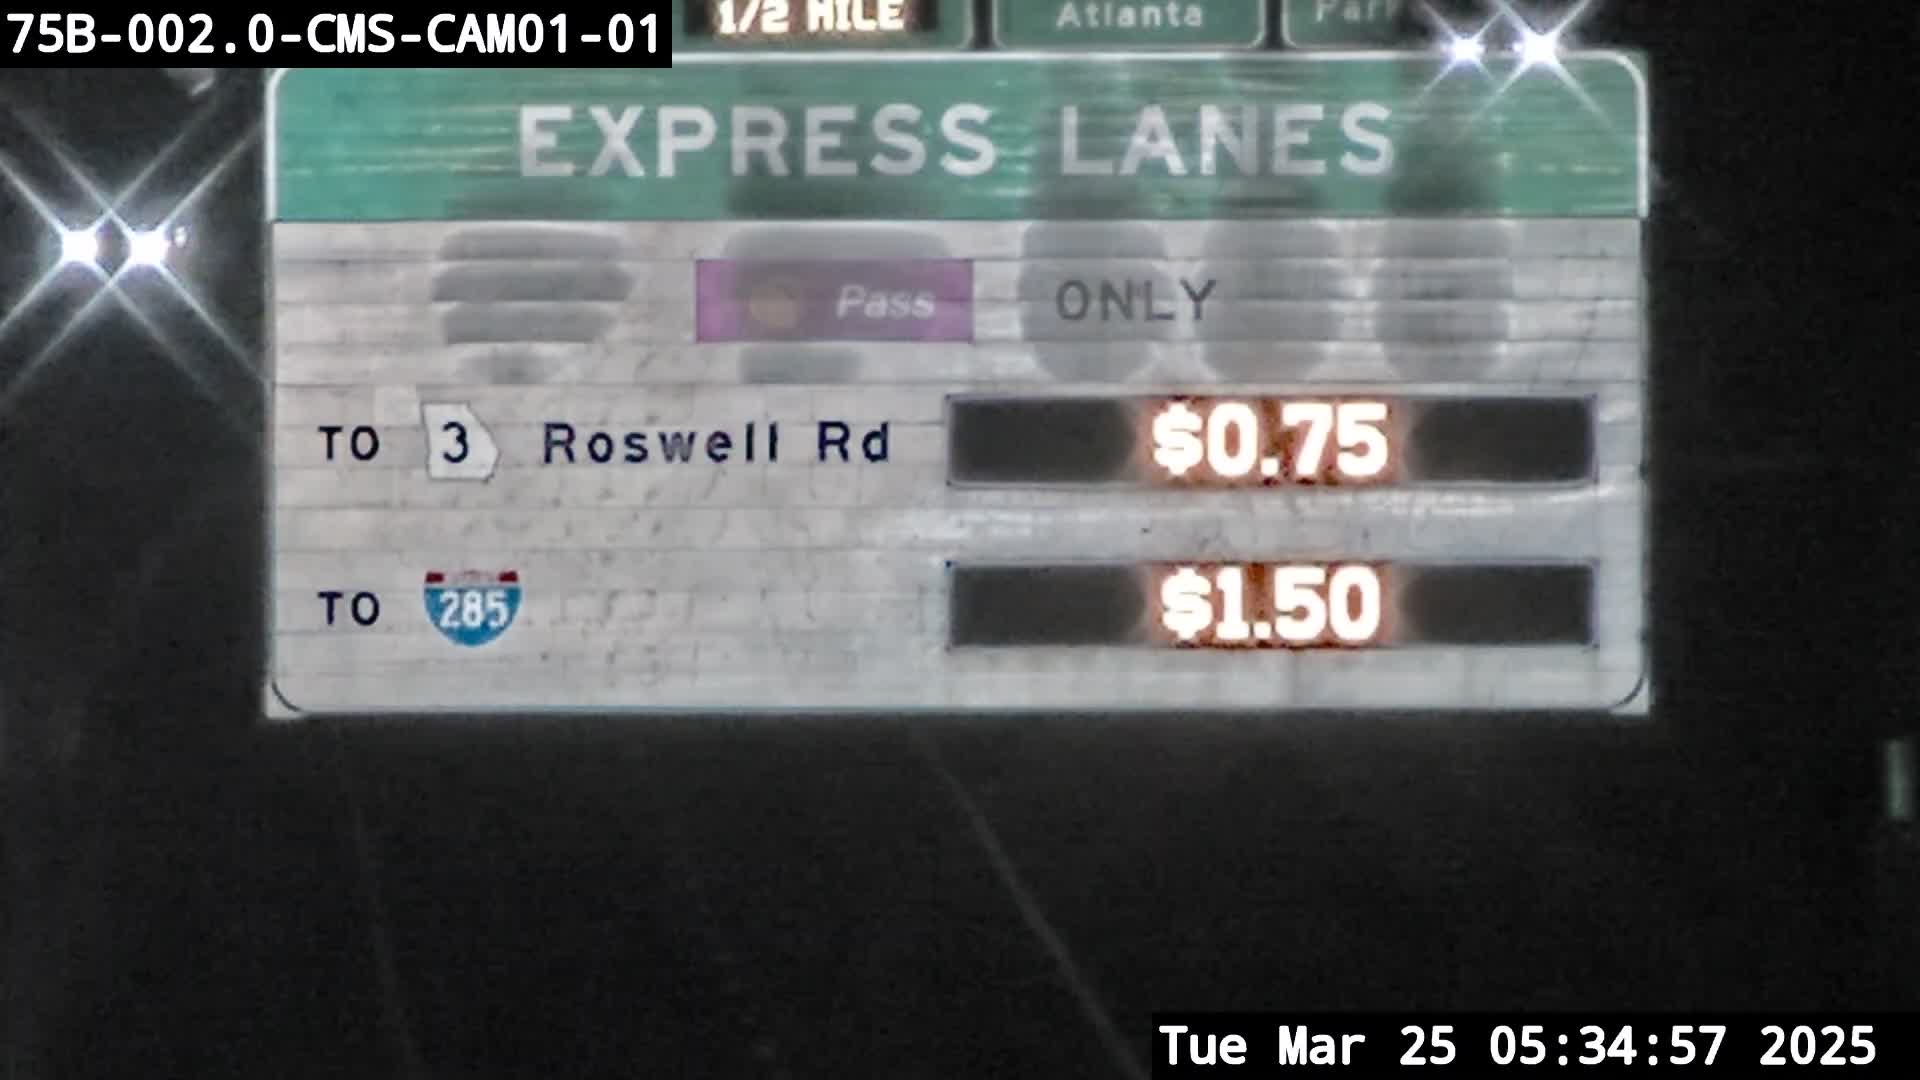 75B-002.0-CMS-CAM01-01
1/2 MILE
Atlanta
EXPRESS LANES
Pass ONLY
TO 3 Roswell Rd $0.75
TO 285 $1.50
Tue Mar 25 05:34:57 2025